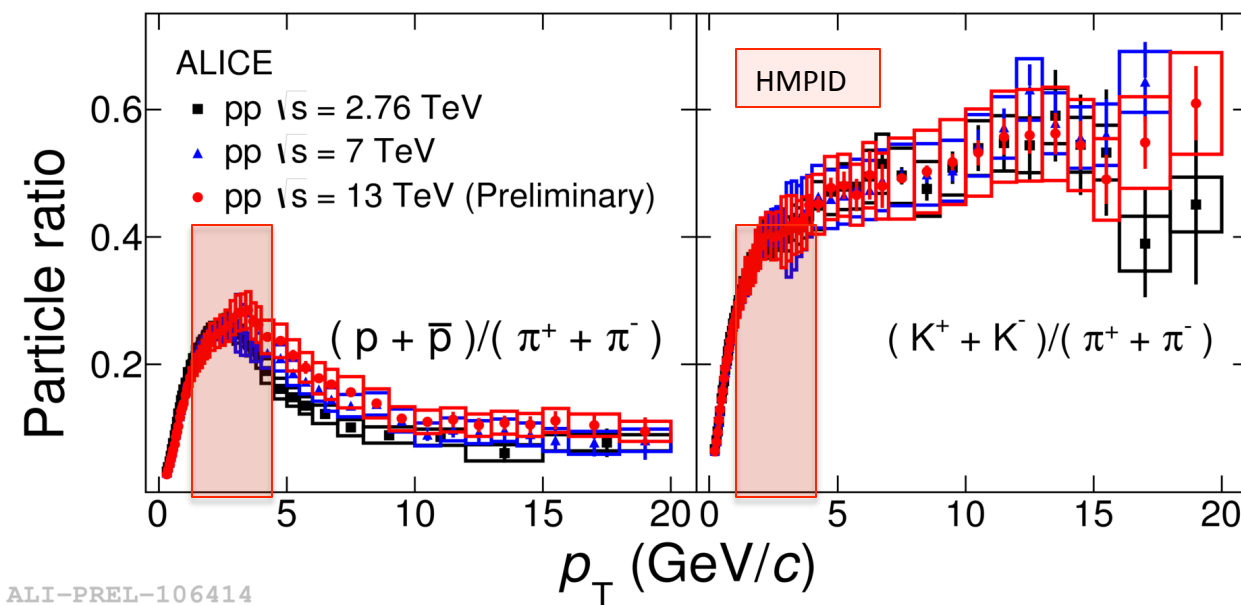 ALICE
pp √s = 2.76 TeV
pp √s = 7 TeV
pp √s = 13 TeV (Preliminary)
HMPID
Particle ratio
0.6
0.4
0.2
( p + p̅ )/( π⁺ + π⁻ )
( K⁺ + K⁻ )/( π⁺ + π⁻ )
0 5 10 15 20 0 5 10 15 20
p_T (GeV/c)
ALI-PREL-106414